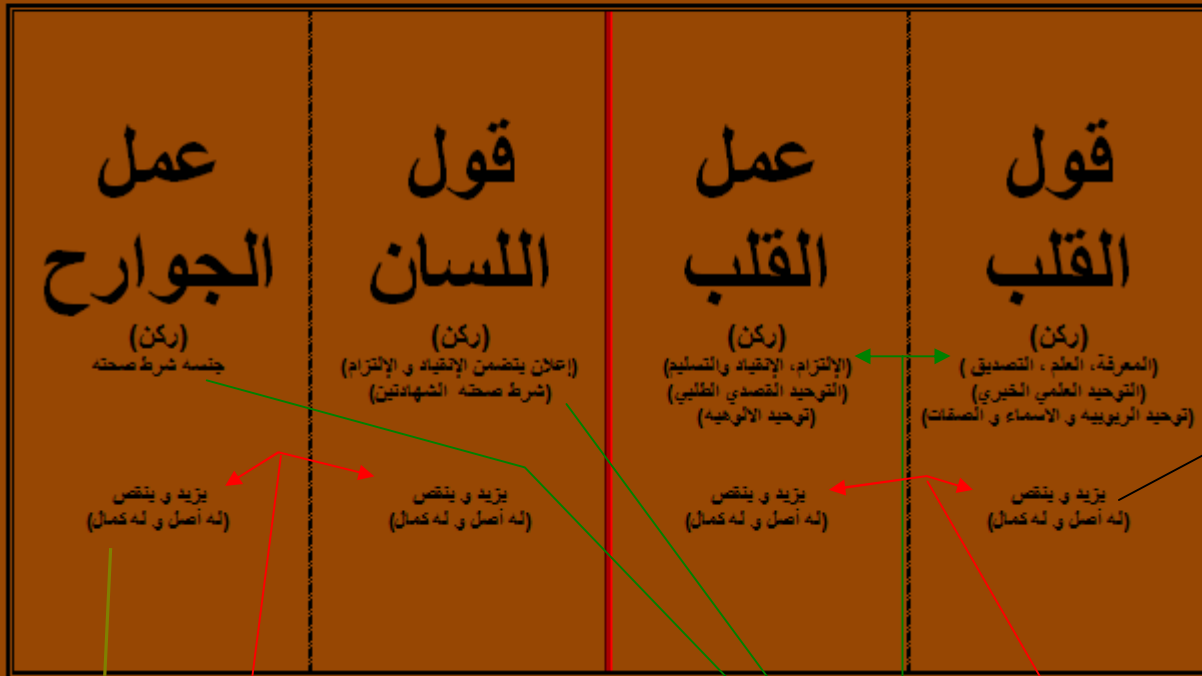 قول
القلب
(ركن)
(المعرفة، العلم ، التصديق )
(التوحيد العلمي الخبري)
(توحيد الربوبيه و الاسماء و الصفات)
يزيد و ينقص
(له أصل و له كمال)
عمل
القلب
(ركن)
(الإلتزام، الإنقياد والتسليم)
(التوحيد القصدي الطلبي)
(توحيد الالوهيه)
يزيد و ينقص
(له أصل و له كمال)
قول
اللسان
(ركن)
(إعلان يتضمن الإنقياد و الإلتزام)
(شرط صحته الشهادتين)
يزيد و ينقص
(له أصل و له كمال)
عمل
الجوارح
(ركن)
جنسه شرط صحته
يزيد و ينقص
(له أصل و له كمال)